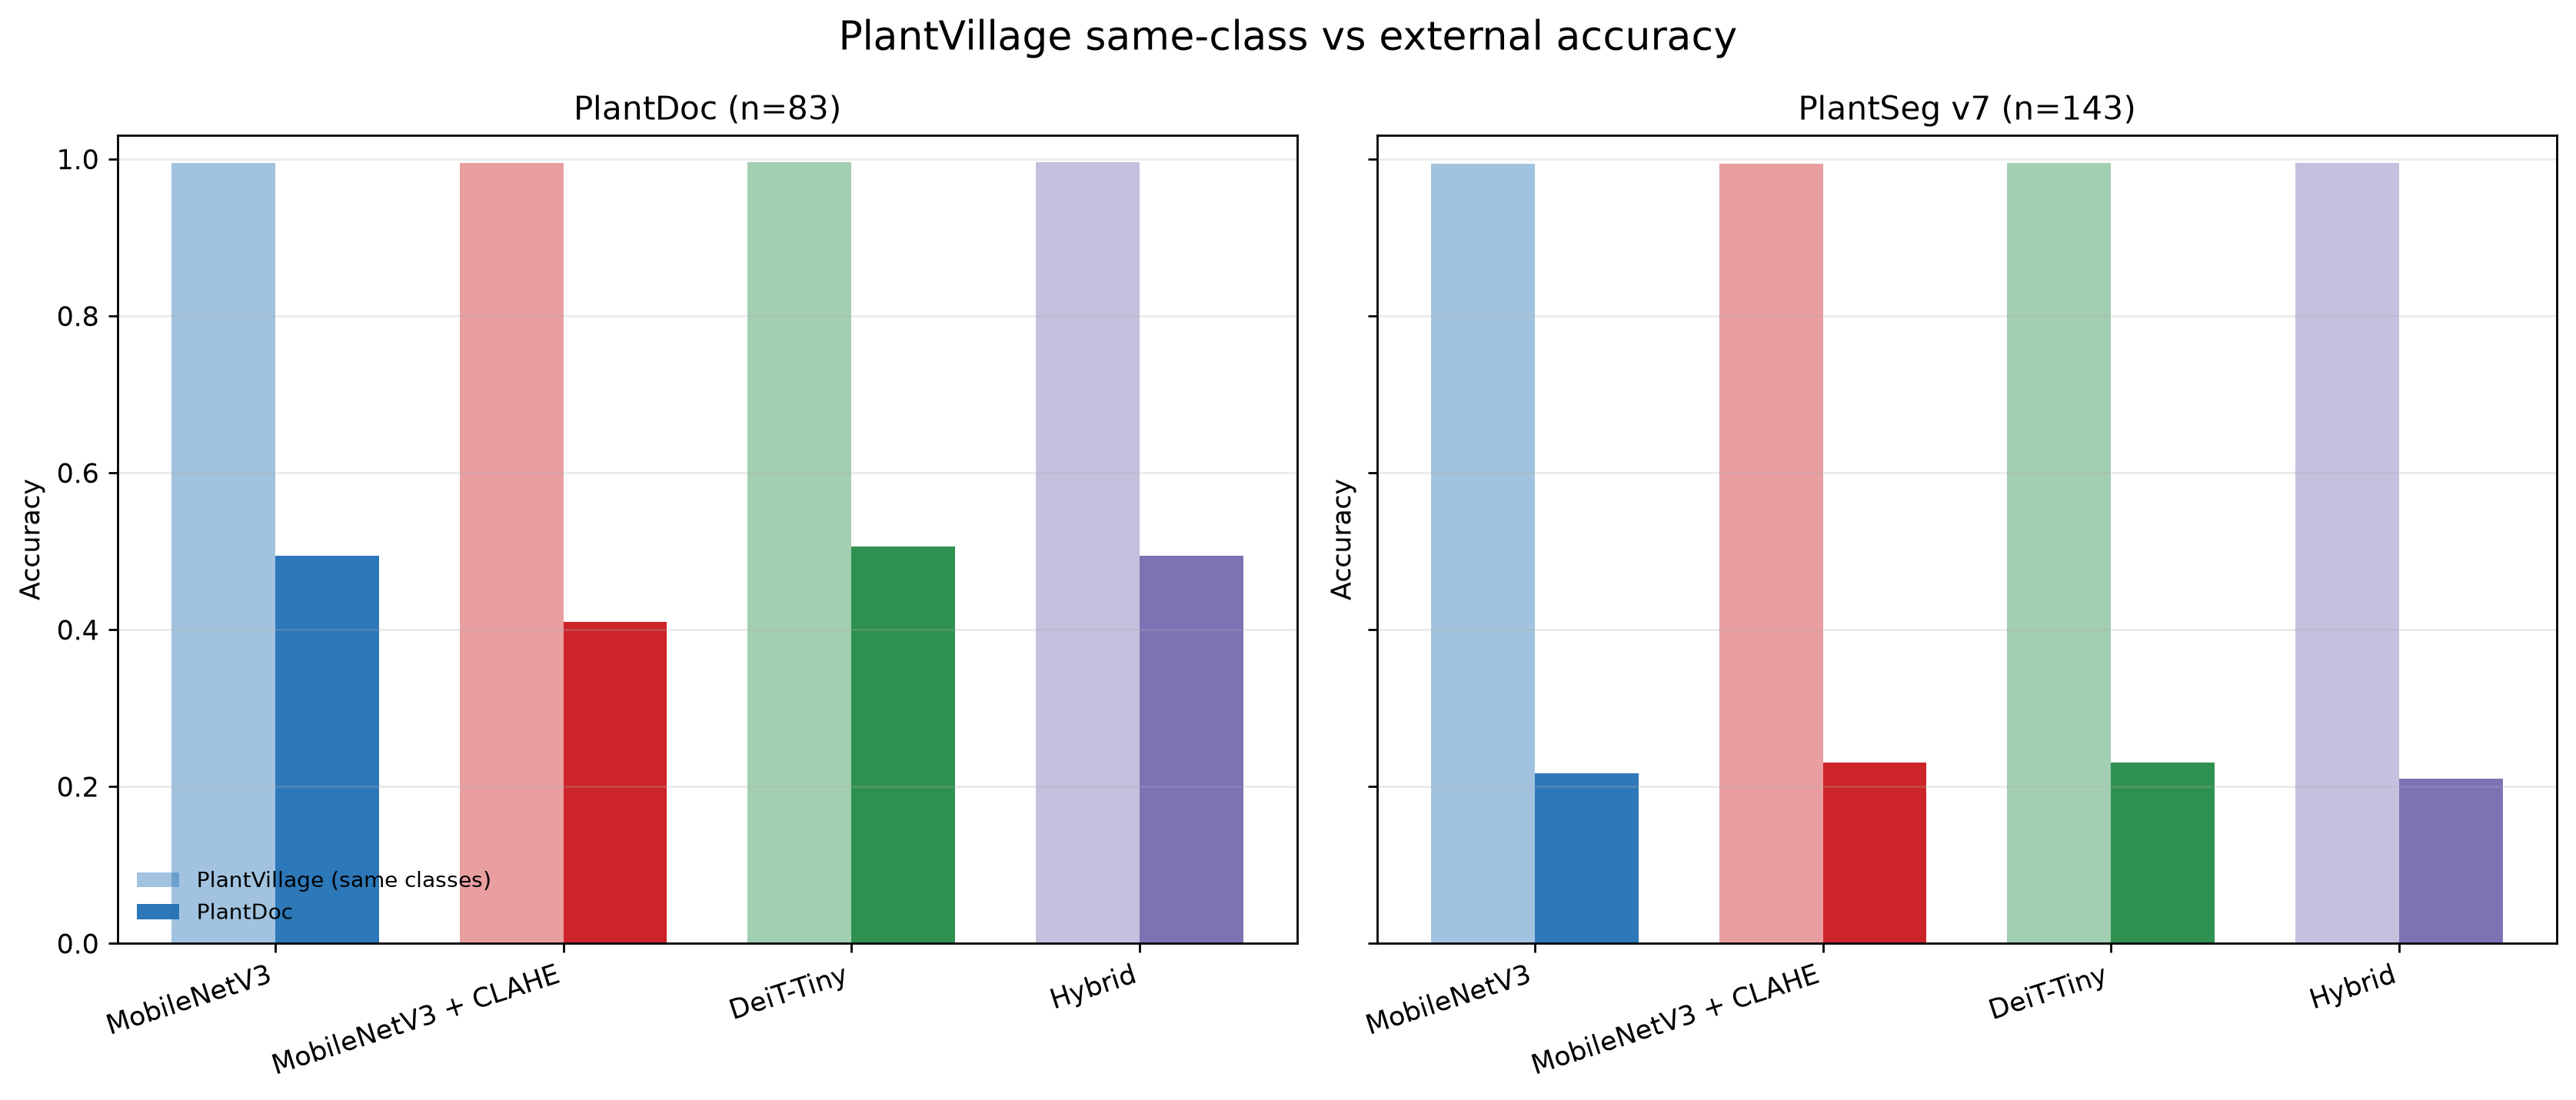 PlantVillage same-class vs external accuracy
PlantDoc (n=83)
Accuracy
1.0
0.8
0.6
0.4
0.2
0.0
PlantVillage (same classes)
PlantDoc
MobileNetV3
MobileNetV3 + CLAHE
DeiT-Tiny
Hybrid
PlantSeg v7 (n=143)
Accuracy
MobileNetV3
MobileNetV3 + CLAHE
DeiT-Tiny
Hybrid